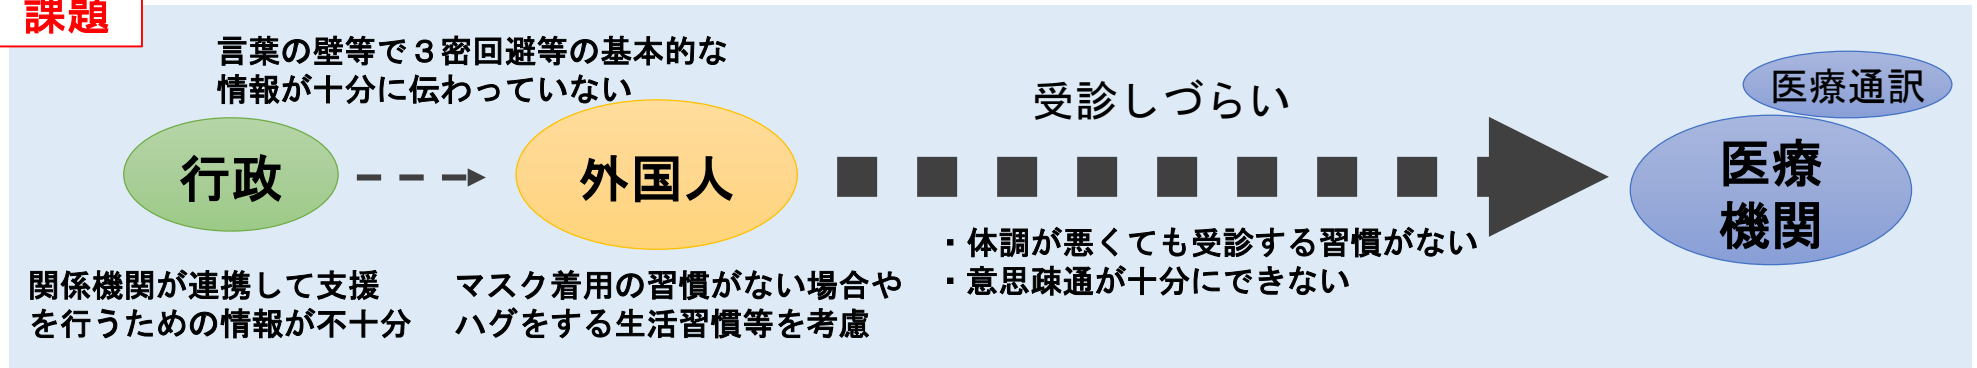 課題
言葉の壁等で３密回避等の基本的な
情報が十分に伝わっていない
行政
外国人
受診しづらい
医療通訳
医療
機関
関係機関が連携して支援
を行うための情報が不十分
マスク着用の習慣がない場合や
ハグをする生活習慣等を考慮
・体調が悪くても受診する習慣がない
・意思疎通が十分にできない